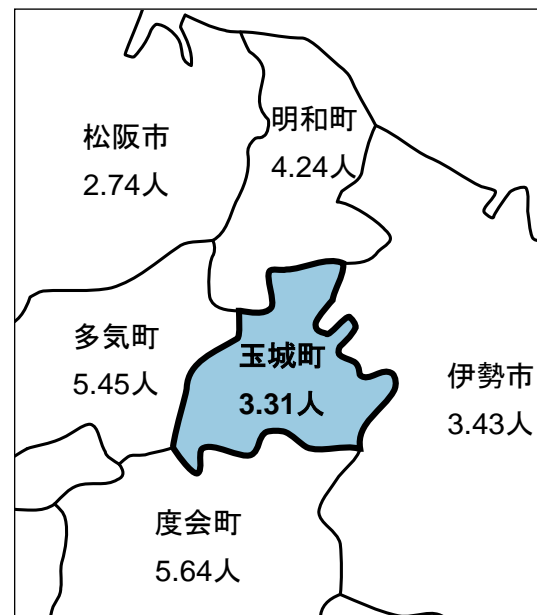 明和町
4.24人
松阪市
2.74人
多気町
5.45人
玉城町
3.31人
伊勢市
3.43人
度会町
5.64人